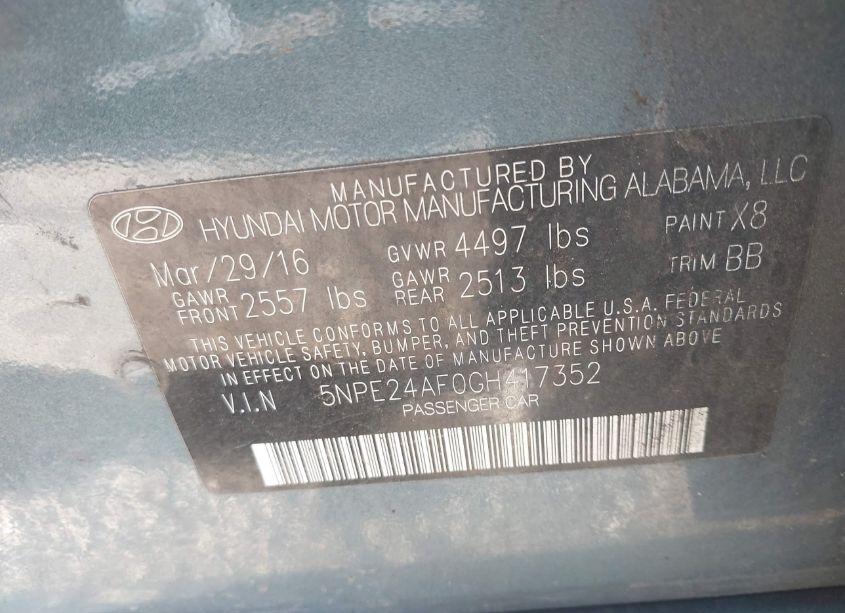 MANUFACTURED BY
HYUNDAI MOTOR MANUFACTURING ALABAMA, LLC
Mar/29/16 GVWR 4497 lbs PAINT X8
GAWR FRONT 2557 lbs GAWR REAR 2513 lbs TRIM BB
THIS VEHICLE CONFORMS TO ALL APPLICABLE U.S.A. FEDERAL
MOTOR VEHICLE SAFETY, BUMPER, AND THEFT PREVENTION STANDARDS
IN EFFECT ON THE DATE OF MANUFACTURE SHOWN ABOVE
V.I.N 5NPE24AF0GH417352
PASSENGER CAR